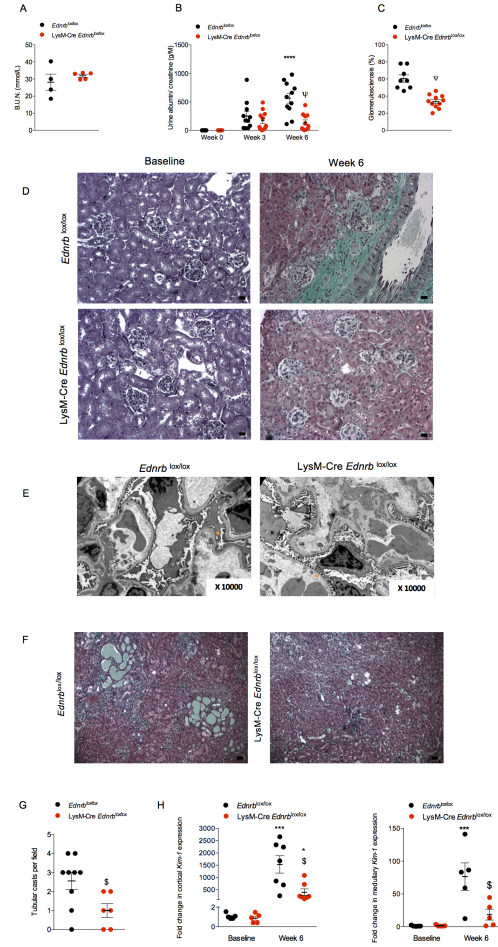 A
B
C
Ednrb lox/lox
LysM-Cre Ednrb lox/lox
Ednrb lox/lox
LysM-Cre Ednrb lox/lox
Ednrb lox/lox
LysM-Cre Ednrb lox/lox
B.U.N. (mmol/L)
50
40
30
20
10
0
Urine albumin/ creatinine (g/M)
1500
1000
500
0
****
Ψ
Week 0
Week 3
Week 6
Glomerulosclerosis (%)
100
80
60
40
20
0
Ψ
Baseline
Week 6
D
Ednrb lox/lox
LysM-Cre Ednrb lox/lox
Ednrb lox/lox
LysM-Cre Ednrb lox/lox
E
X 10000
X 10000
F
Ednrb lox/lox
LysM-Cre Ednrb lox/lox
G
H
Ednrb lox/lox
LysM-Cre Ednrb lox/lox
Ednrb lox/lox
LysM-Cre Ednrb lox/lox
Ednrb lox/lox
LysM-Cre Ednrb lox/lox
Tubular casts per field
6
5
4
3
2
1
0
$
Fold change in cortical Kim-1 expression
3000
2500
2000
1500
1000
500
2
0
***
*
$
Baseline
Week 6
Fold change in medullary Kim-1 expression
150
100
50
0
***
$
Baseline
Week 6